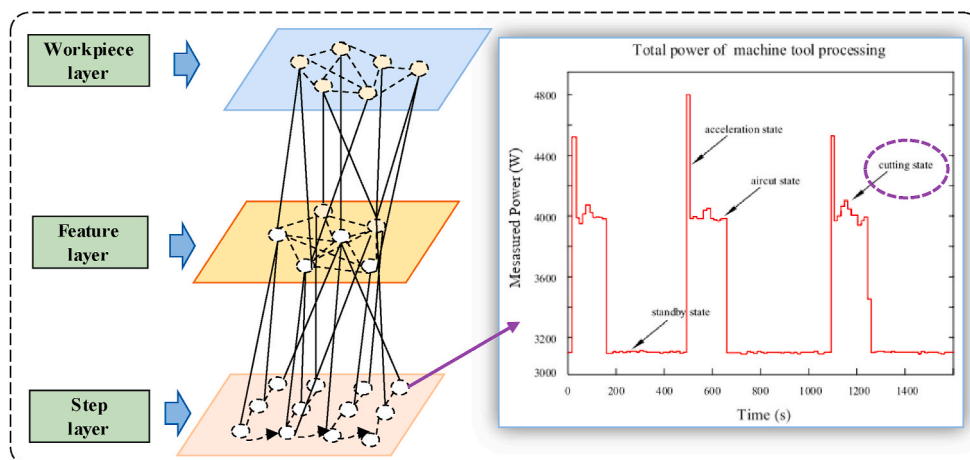 Workpiece
layer
Feature
layer
Step
layer
Total power of machine tool processing
Mesasured Power (W)
4800
4400
4000
3600
3200
3000
acceleration state
aircut state
cutting state
standby state
0
200
400
600
800
1000
1200
1400
Time (s)